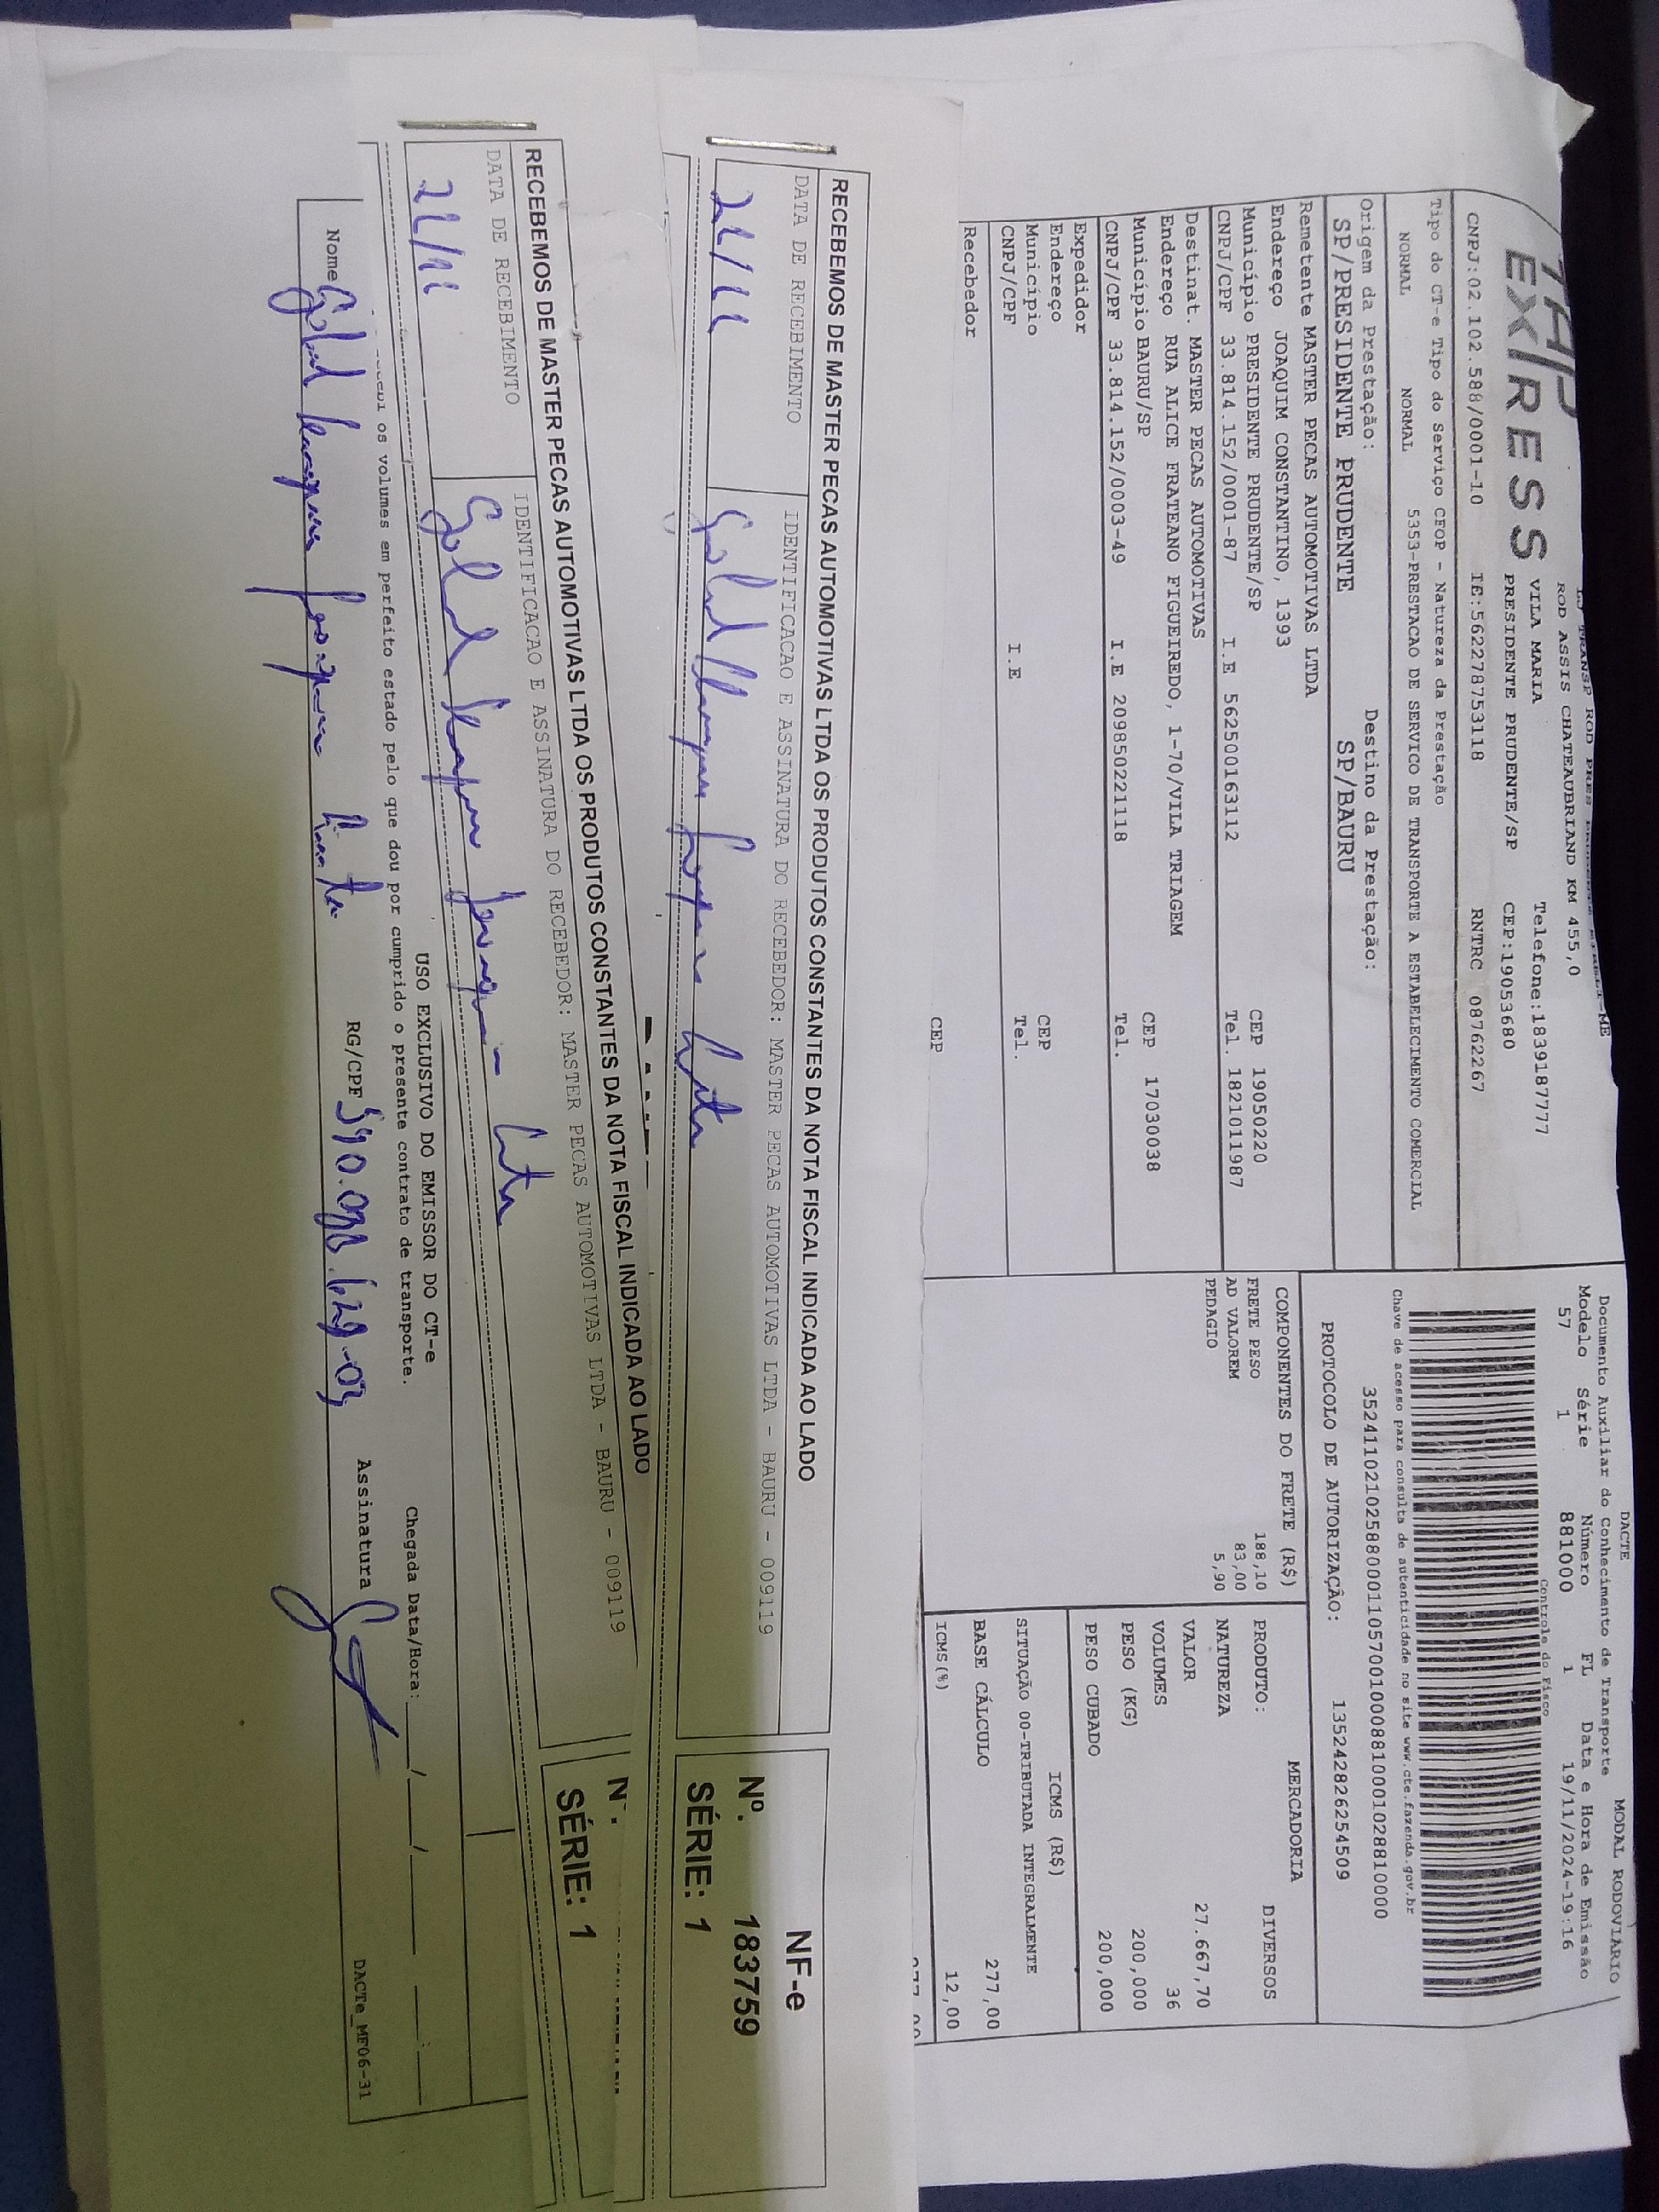 EXPRESS
ROD ASSIS CHATEAUBRIAND KM 455,0
VILA MARIA Telefone:1839187777
PRESIDENTE PRUDENTE/SP CEP:19053680
CNPJ:02.102.588/0001-10 IE:562278753118 RNTRC 08762267
Tipo do CT-e Tipo do Serviço CFOP - Natureza da Prestação
NORMAL NORMAL 5353-PRESTACAO DE SERVICO DE TRANSPORTE A ESTABELECIMENTO COMERCIAL
Origem da Prestação: Destino da Prestação:
SP/PRESIDENTE PRUDENTE SP/BAURU
Remetente MASTER PECAS AUTOMOTIVAS LTDA
Endereço JOAQUIM CONSTANTINO, 1393
Município PRESIDENTE PRUDENTE/SP CEP 19050220
CNPJ/CPF 33.814.152/0001-87 I.E 562500163112 Tel. 1821011987
Destinat. MASTER PECAS AUTOMOTIVAS
Endereço RUA ALICE FRATEANO FIGUEIREDO, 1-70/VILA TRIAGEM
Município BAURU/SP CEP 17030038
CNPJ/CPF 33.814.152/0003-49 I.E 209850221118 Tel.
Expedidor
Endereço
Município CEP
CNPJ/CPF I.E Tel.
Recebedor
CEP
DACTE MODAL RODOVIÁRIO
Documento Auxiliar do Conhecimento de Transporte
Modelo Série Número FL Data e Hora de Emissão
57 1 881000 1 19/11/2024-19:16
Controle do Fisco
Chave de acesso para consulta de autenticidade no site www.cte.fazenda.gov.br
35241102102588000110570010008810001028810000
PROTOCOLO DE AUTORIZAÇÃO: 135242826254509
COMPONENTES DO FRETE (R$)
FRETE PESO 188,10
AD VALOREM 83,00
PEDAGIO 5,90
MERCADORIA
PRODUTO: DIVERSOS
NATUREZA
VALOR 27.667,70
VOLUMES 36
PESO (KG) 200,000
PESO CUBADO 200,000
ICMS (R$)
SITUAÇÃO 00-TRIBUTADA INTEGRALMENTE
BASE CÁLCULO 277,00
ICMS(%) 12,00
RECEBEMOS DE MASTER PECAS AUTOMOTIVAS LTDA OS PRODUTOS CONSTANTES DA NOTA FISCAL INDICADA AO LADO
DATA DE RECEBIMENTO IDENTIFICACAO E ASSINATURA DO RECEBEDOR: MASTER PECAS AUTOMOTIVAS LTDA - BAURU - 009119
NF-e
Nº. 183759
SÉRIE: 1
RECEBEMOS DE MASTER PECAS AUTOMOTIVAS LTDA OS PRODUTOS CONSTANTES DA NOTA FISCAL INDICADA AO LADO
DATA DE RECEBIMENTO IDENTIFICACAO E ASSINATURA DO RECEBEDOR: MASTER PECAS AUTOMOTIVAS LTDA - BAURU - 009119
SÉRIE: 1
USO EXCLUSIVO DO EMISSOR DO CT-e
os volumes em perfeito estado pelo que dou por cumprido o presente contrato de transporte. Chegada Data/Hora:
Nome RG/CPF Assinatura
DACTe_MF06-31